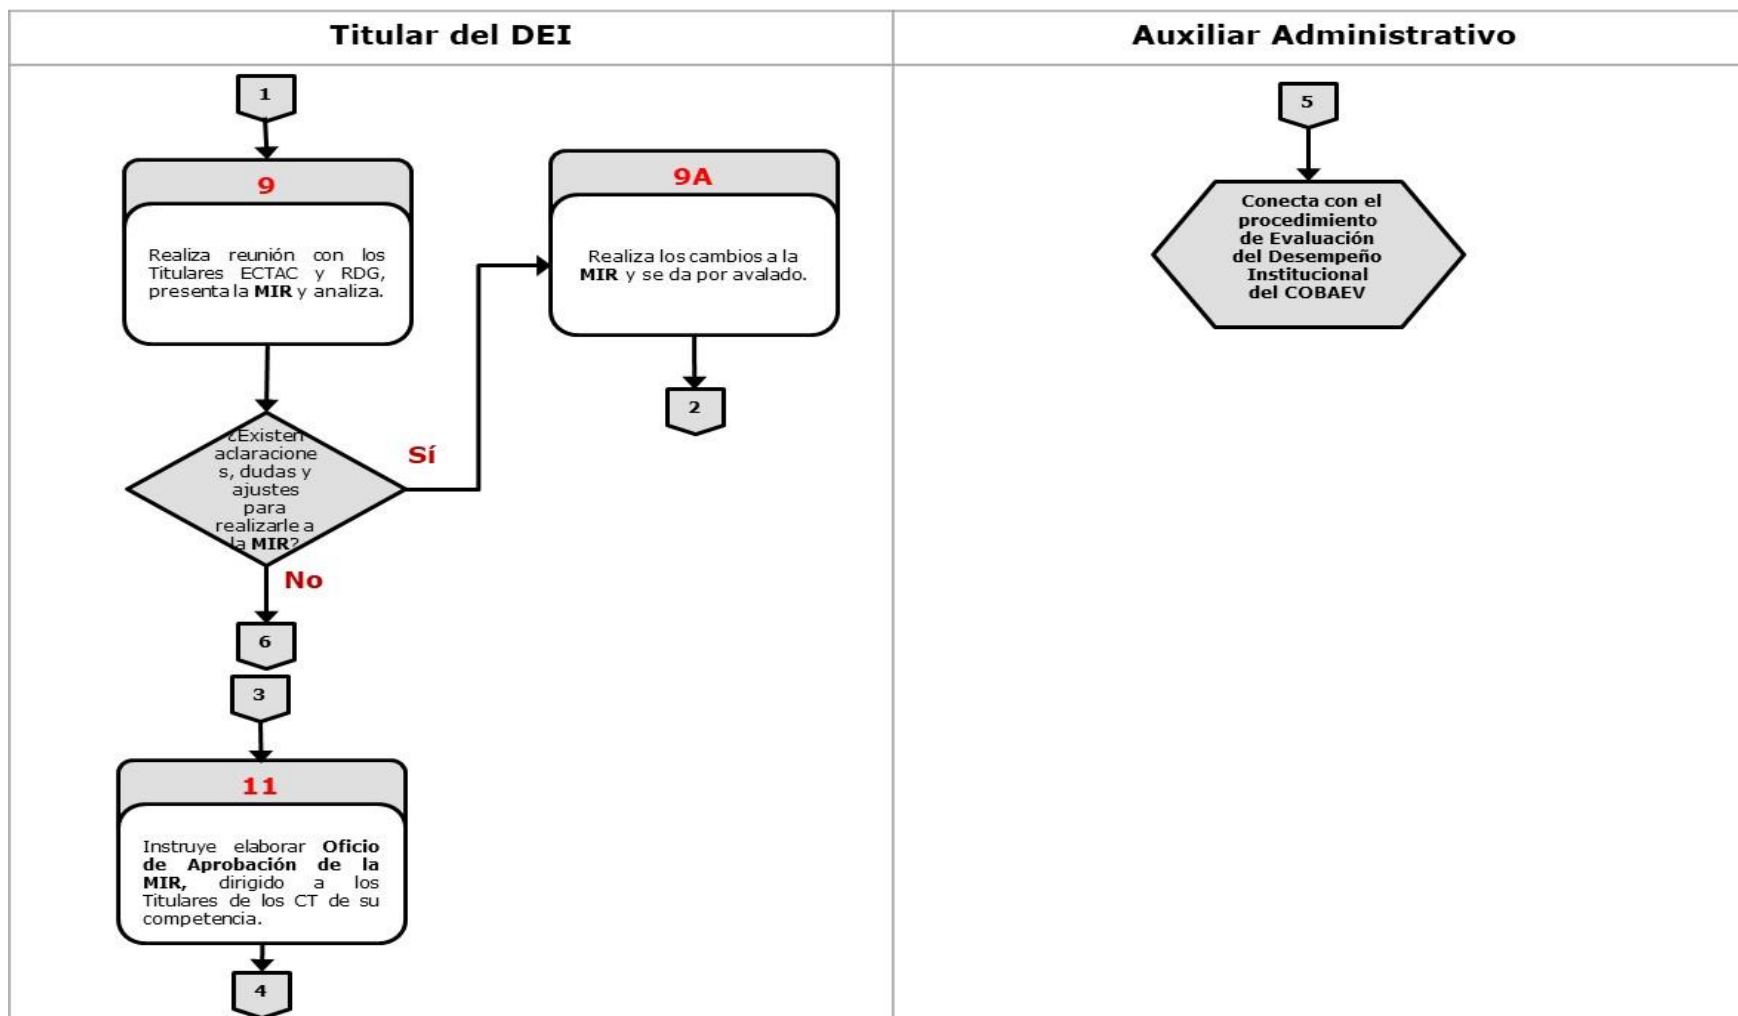 Titular del DEI
Auxiliar Administrativo
1
9
Realiza reunión con los
Titulares ECTAC y RDG,
presenta la MIR y analiza.
9A
Realiza los cambios a la
MIR y se da por avalado.
2
¿Existen
aclaracione
s, dudas y
ajustes
para
realizarle a
la MIR?
Sí
No
6
3
11
Instruye elaborar Oficio
de Aprobación de la
MIR, dirigido a los
Titulares de los CT de su
competencia.
4
5
Conecta con el
procedimiento
de Evaluación
del Desempeño
Institucional
del COBAEV